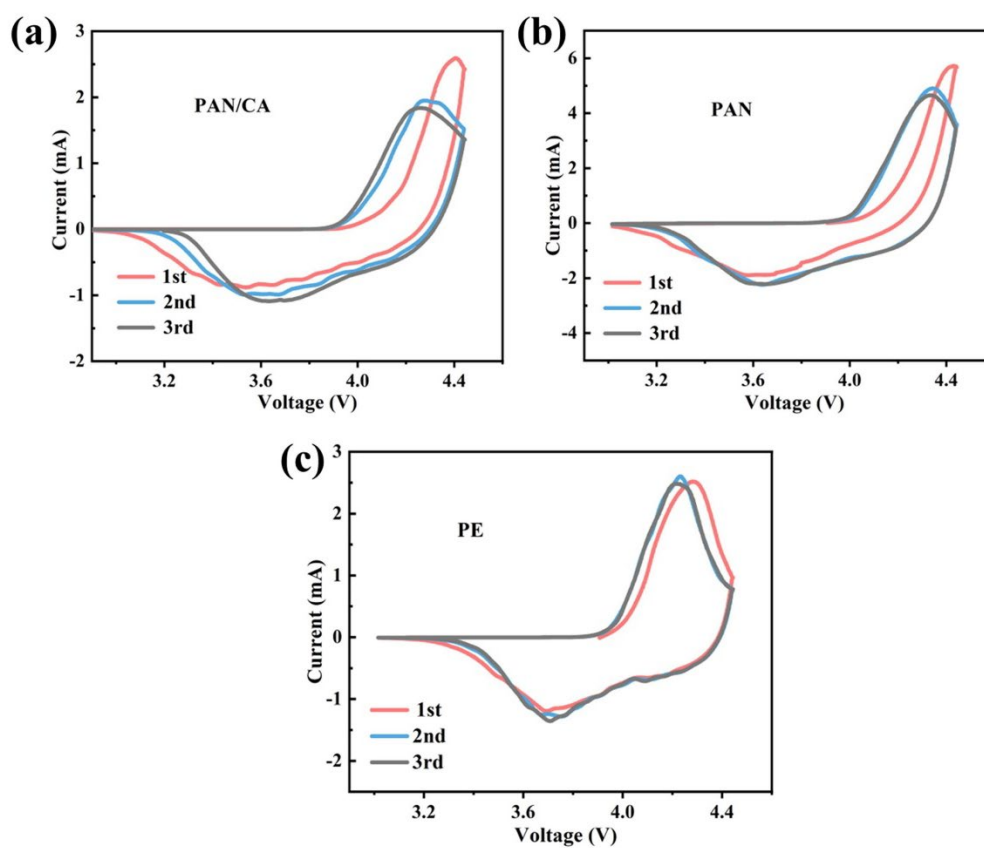 (a)
PAN/CA
Current (mA)
3
2
1
0
-1
-2
1st
2nd
3rd
3.2 3.6 4.0 4.4
Voltage (V)
(b)
PAN
Current (mA)
6
4
2
0
-2
-4
1st
2nd
3rd
3.2 3.6 4.0 4.4
Voltage (V)
(c)
PE
Current (mA)
3
2
1
0
-1
-2
1st
2nd
3rd
3.2 3.6 4.0 4.4
Voltage (V)